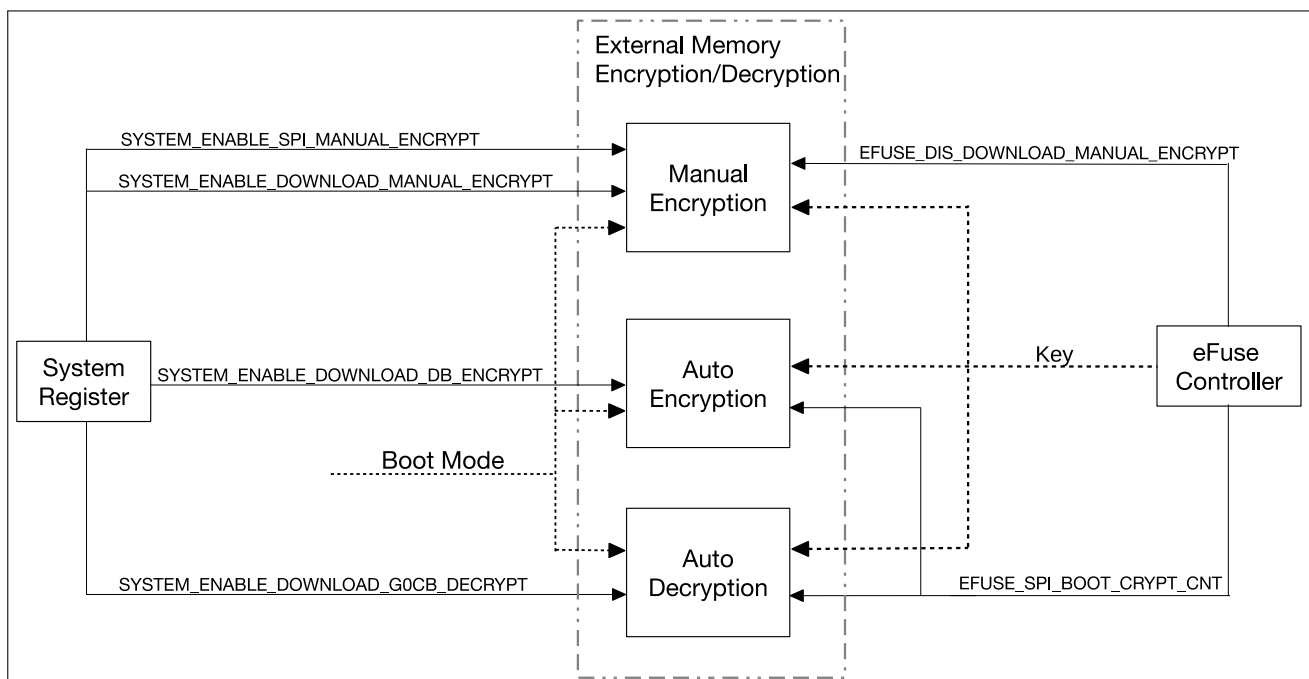 External Memory
Encryption/Decryption
SYSTEM_ENABLE_SPI_MANUAL_ENCRYPT
EFUSE_DIS_DOWNLOAD_MANUAL_ENCRYPT
SYSTEM_ENABLE_DOWNLOAD_MANUAL_ENCRYPT
Manual
Encryption
System
Register
SYSTEM_ENABLE_DOWNLOAD_DB_ENCRYPT
Auto
Encryption
Key
eFuse
Controller
Boot Mode
SYSTEM_ENABLE_DOWNLOAD_G0CB_DECRYPT
Auto
Decryption
EFUSE_SPI_BOOT_CRYPT_CNT